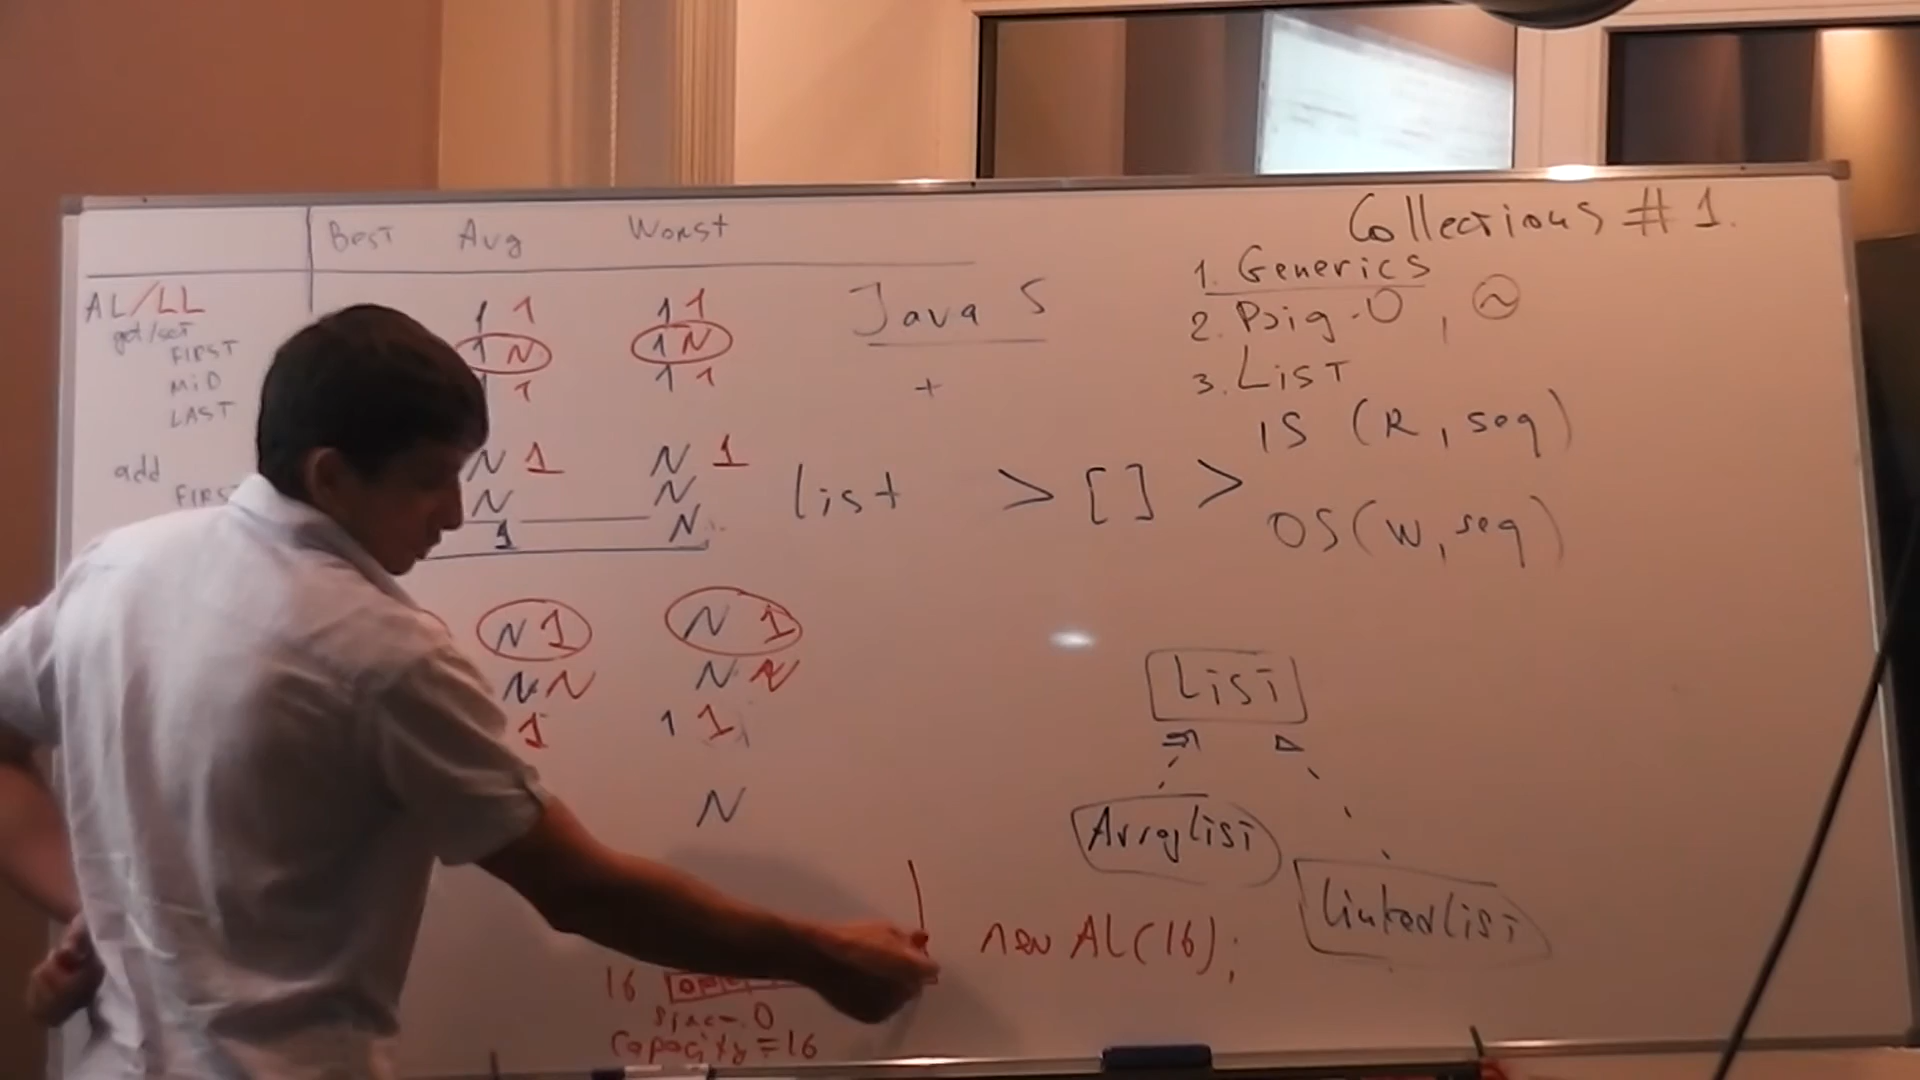 Best Avg Worst
AL/LL
get/set
FIRST
MID
LAST
1 1 1 1
1 N 1 N
1 1 1
add
FIRST
N 1 N 1
N N
1 N
N 1 N 1
N N N N
1 1 1
N
16
size=0
capacity=16
Java 5
+
list > [] >
Collections #1.
1. Generics
2. , ~
3. List
IS (R, seq)
OS(W, seq)
List
ArrayList
LinkedList
new AL(16);